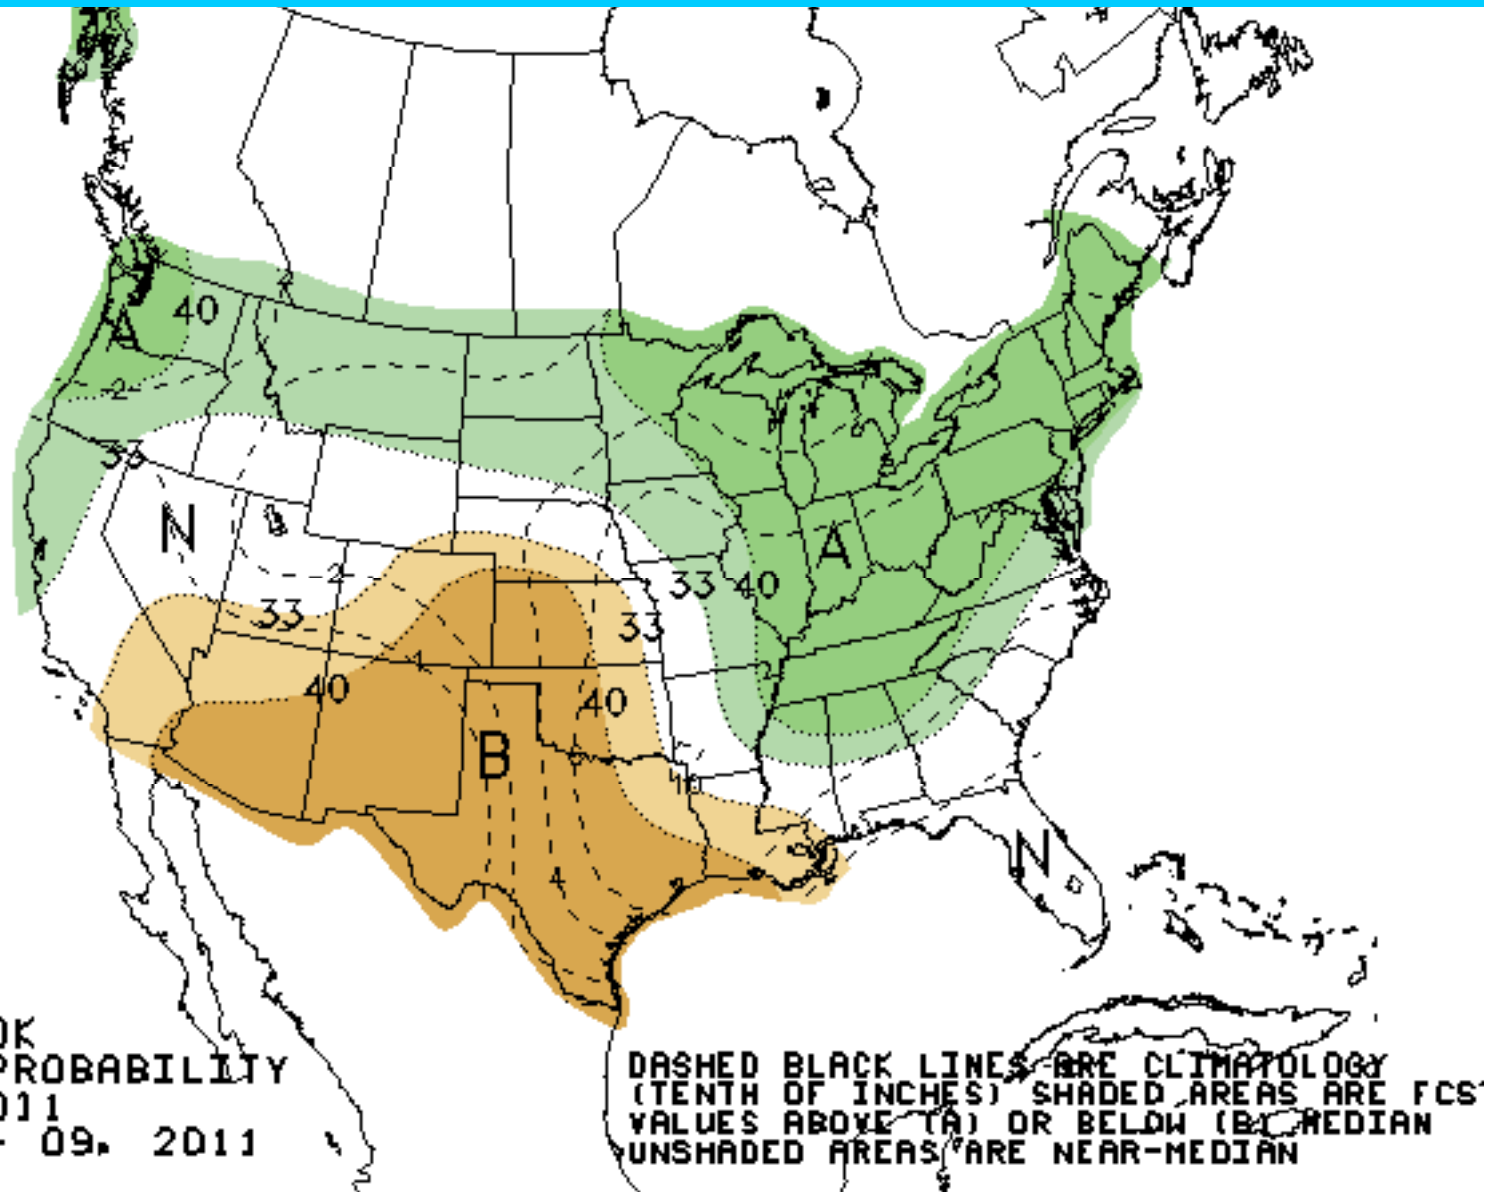 40
A
2
33
N
2
33
33 40
A
33
1
40
40
B
10
4
N
OK
PROBABILITY
011
09. 2011
DASHED BLACK LINES ARE CLIMATOLOGY
(TENTH OF INCHES) SHADED AREAS ARE FCST
VALUES ABOVE (A) OR BELOW (B) MEDIAN
UNSHADED AREAS ARE NEAR-MEDIAN